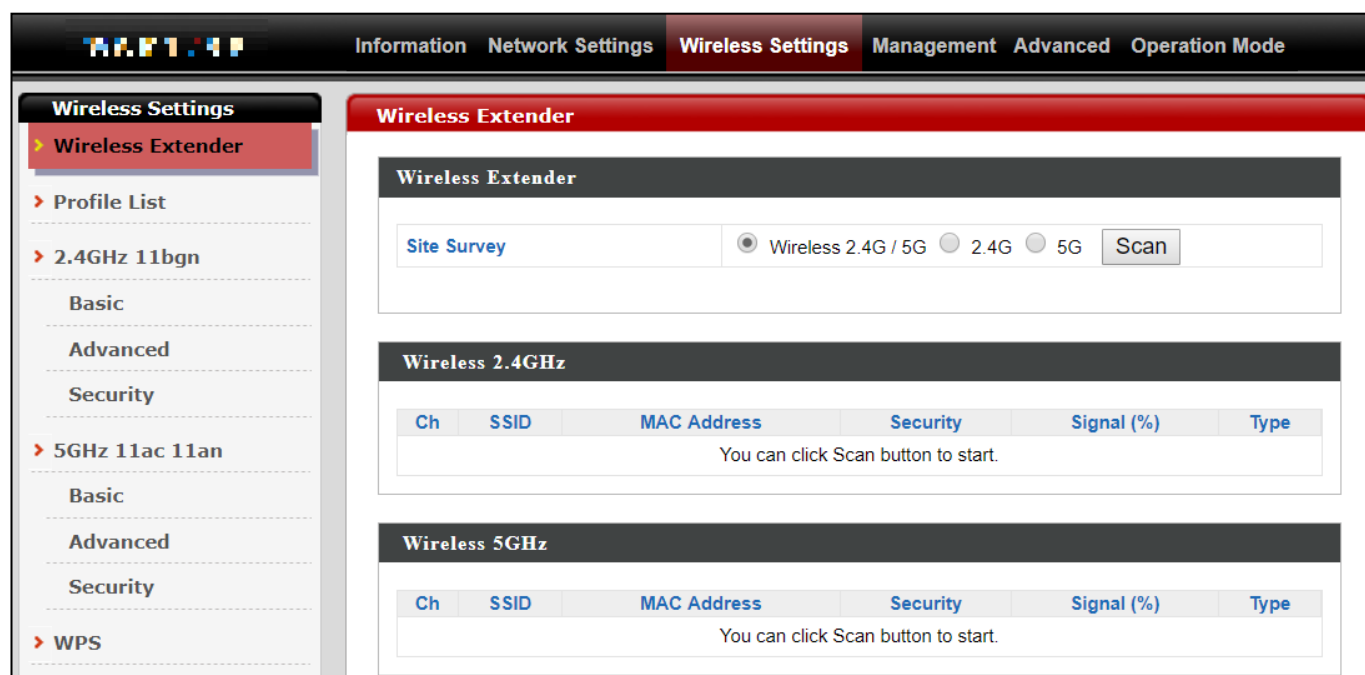 Information Network Settings Wireless Settings Management Advanced Operation Mode
Wireless Settings
Wireless Extender
Profile List
2.4GHz 11bgn
Basic
Advanced
Security
5GHz 11ac 11an
Basic
Advanced
Security
WPS
Wireless Extender
Wireless Extender
Site Survey Wireless 2.4G / 5G 2.4G 5G Scan
Wireless 2.4GHz
Ch SSID MAC Address Security Signal (%) Type
You can click Scan button to start.
Wireless 5GHz
Ch SSID MAC Address Security Signal (%) Type
You can click Scan button to start.